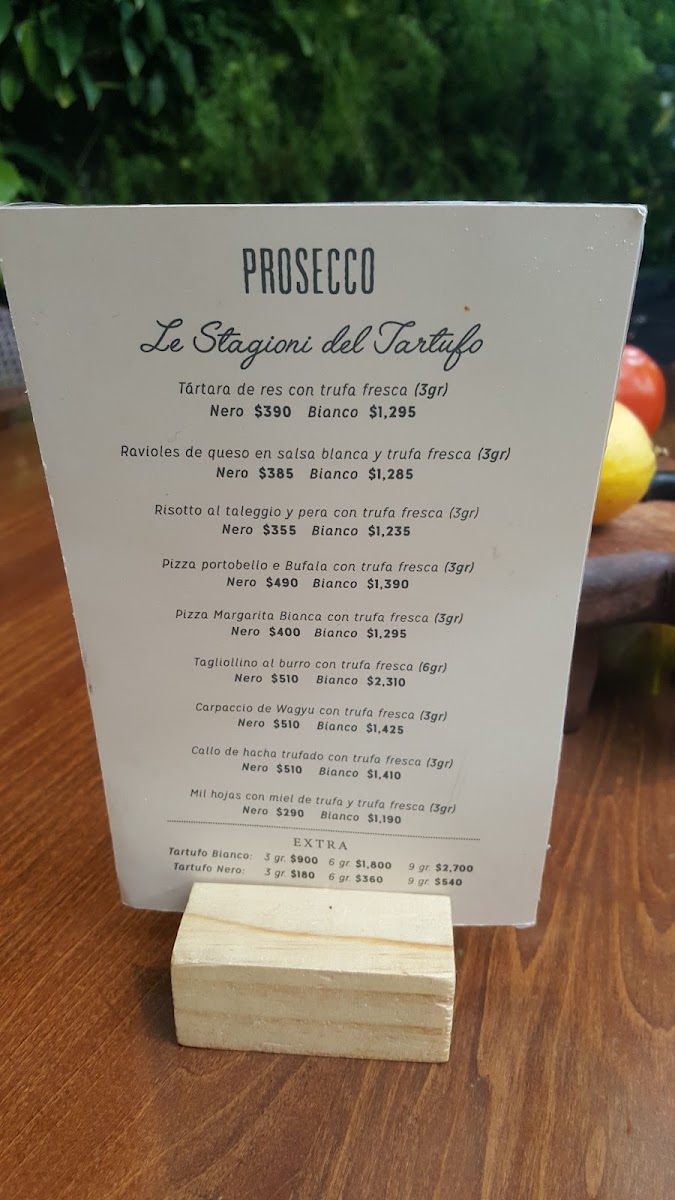 PROSECCO
Le Stagioni del Tartufo
Tártara de res con trufa fresca (3gr)
Nero $390 Bianco $1,295
Ravioles de queso en salsa blanca y trufa fresca (3gr)
Nero $385 Bianco $1,285
Risotto al taleggio y pera con trufa fresca (3gr)
Nero $355 Bianco $1,235
Pizza portobello e Bufala con trufa fresca (3gr)
Nero $490 Bianco $1,390
Pizza Margarita Bianca con trufa fresca (3gr)
Nero $400 Bianco $1,295
Tagliollino al burro con trufa fresca (6gr)
Nero $510 Bianco $2,310
Carpaccio de Wagyu con trufa fresca (3gr)
Nero $510 Bianco $1,425
Callo de hacha trufado con trufa fresca (3gr)
Nero $510 Bianco $1,410
Mil hojas con miel de trufa y trufa fresca (3gr)
Nero $290 Bianco $1,190
EXTRA
Tartufo Bianco: 3 gr. $900 6 gr. $1,800 9 gr. $2,700
Tartufo Nero: 3 gr. $180 6 gr. $360 9 gr. $540